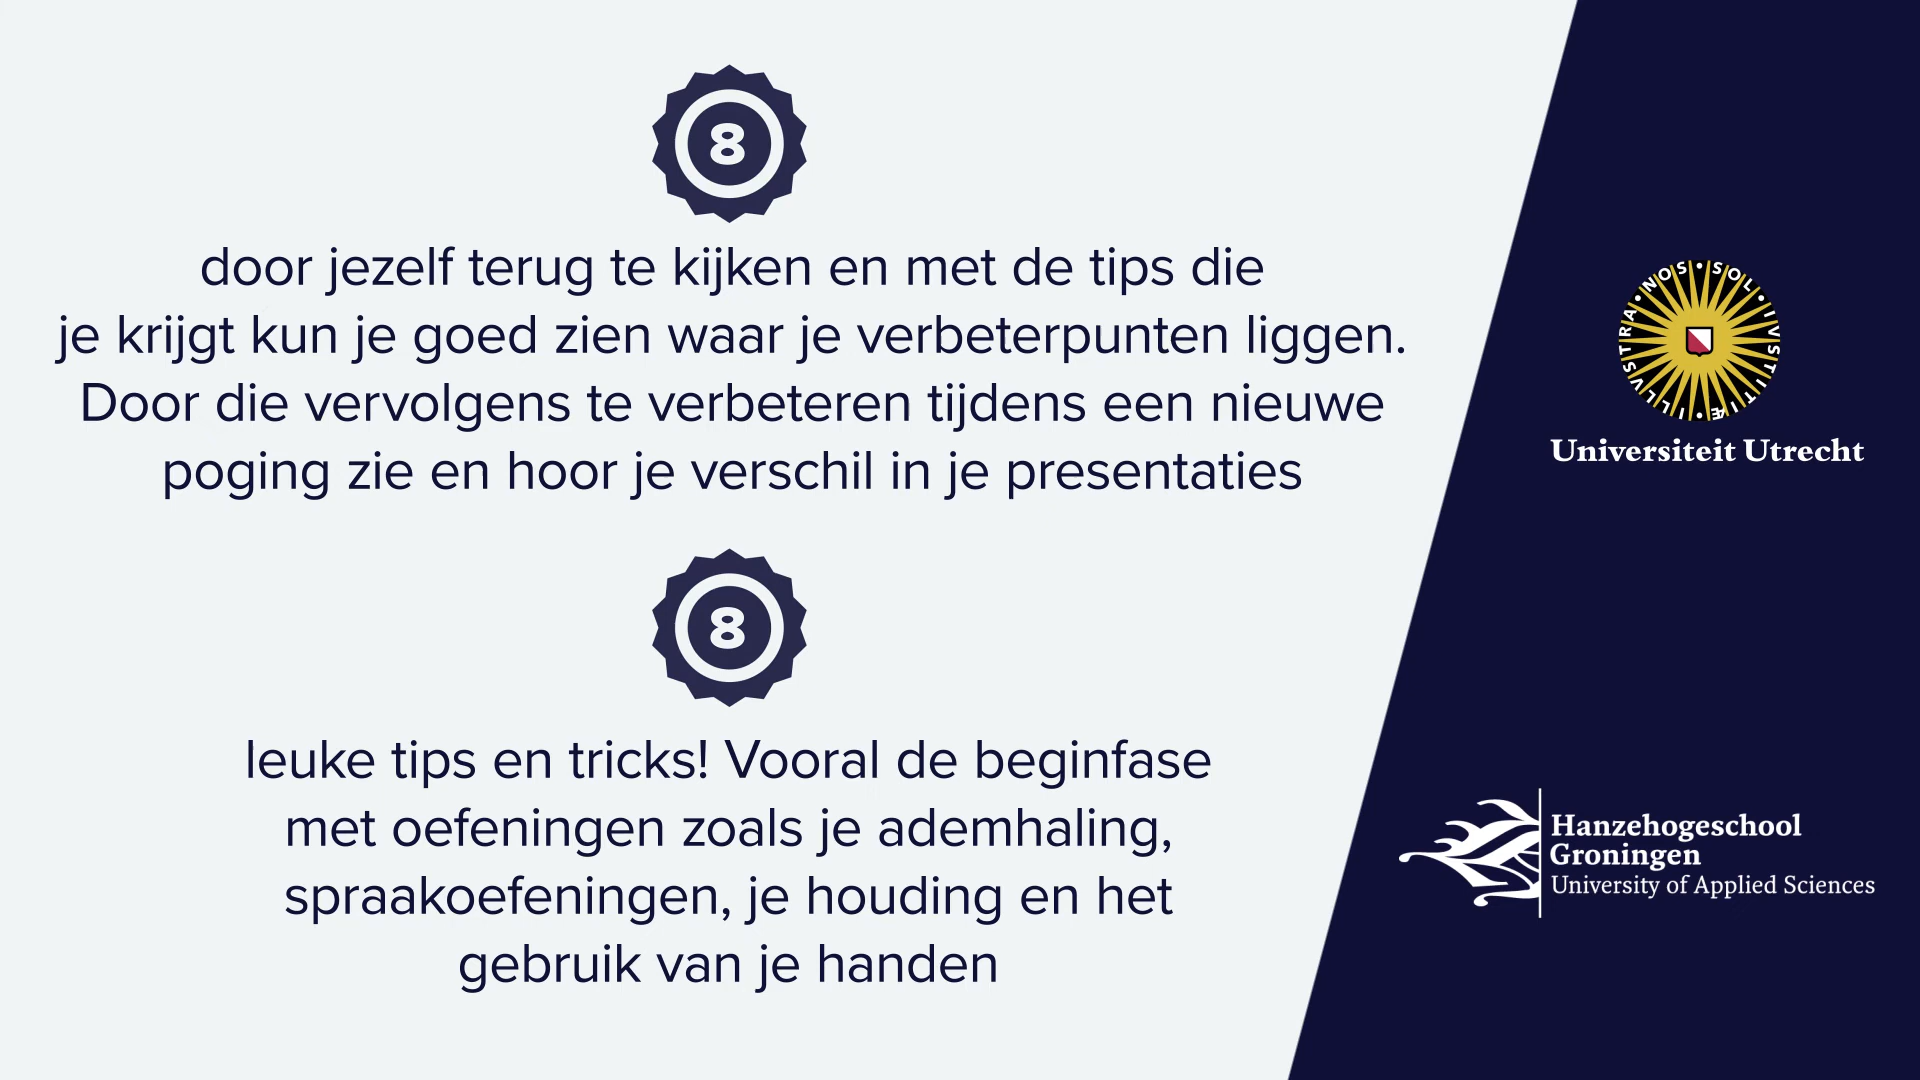 8
door jezelf terug te kijken en met de tips die
je krijgt kun je goed zien waar je verbeterpunten liggen.
Door die vervolgens te verbeteren tijdens een nieuwe
poging zie en hoor je verschil in je presentaties
SOL · IVSTITIÆ · ILLVSTRA · NOS ·
Universiteit Utrecht
8
leuke tips en tricks! Vooral de beginfase
met oefeningen zoals je ademhaling,
spraakoefeningen, je houding en het
gebruik van je handen
Hanzehogeschool
Groningen
University of Applied Sciences